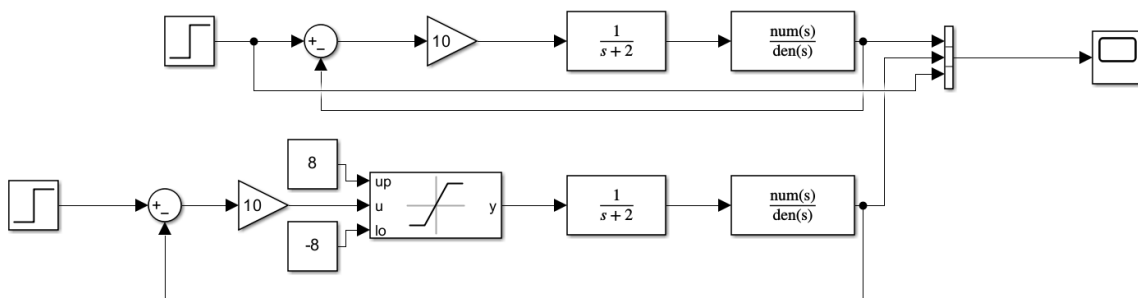 +
−
10
1
s + 2
num(s)
den(s)
8
+
−
10
up
u
lo
y
-8
1
s + 2
num(s)
den(s)